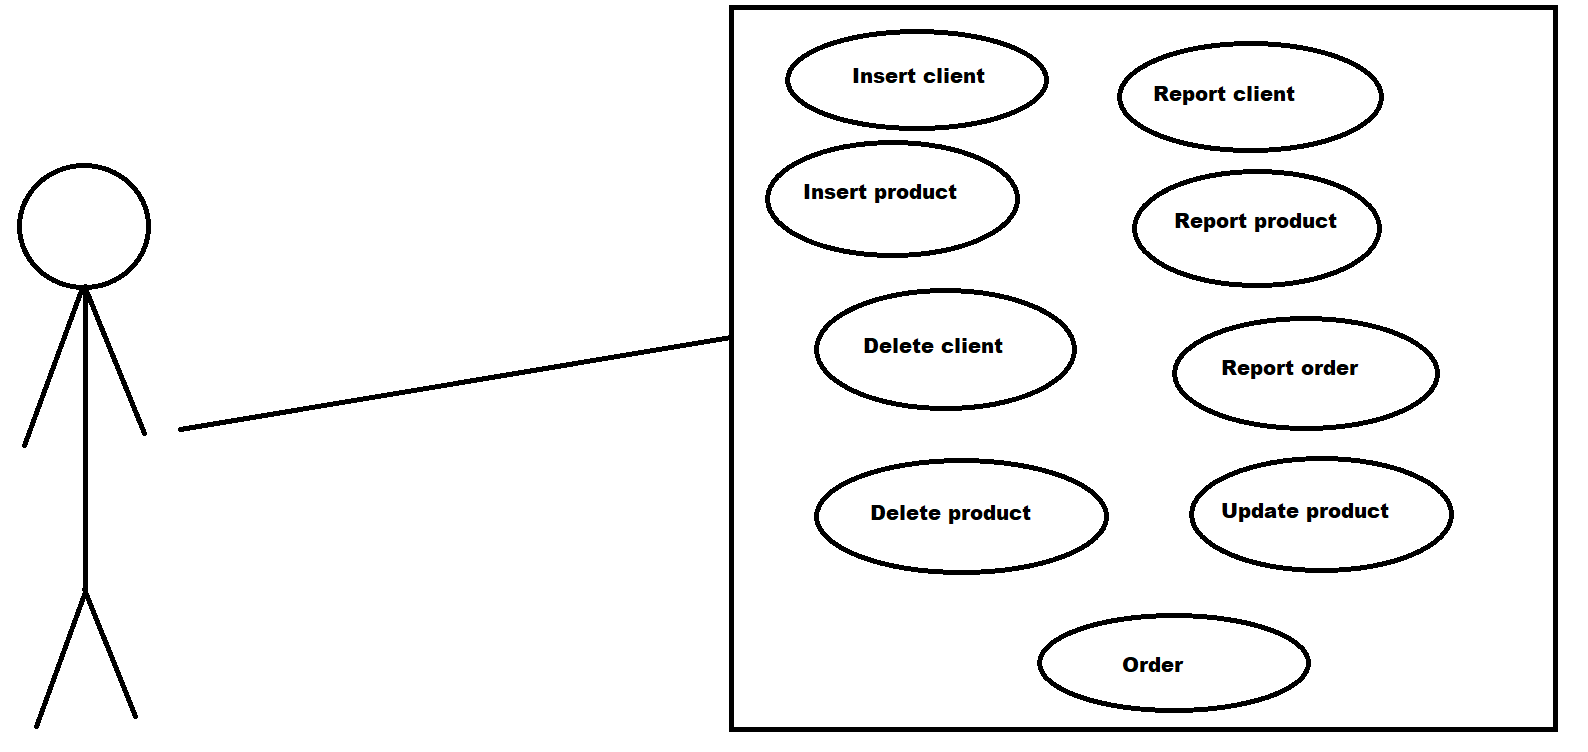 Insert client
Report client
Insert product
Report product
Delete client
Report order
Delete product
Update product
Order